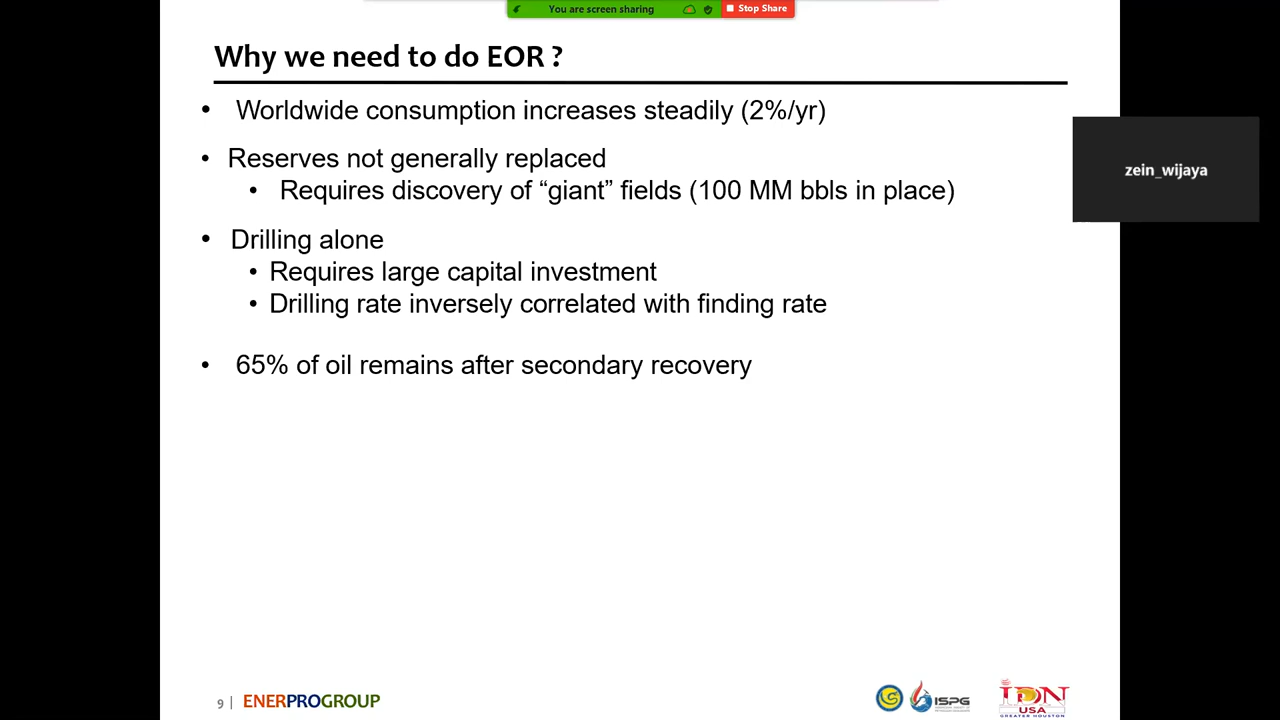 You are screen sharing
Stop Share
Why we need to do EOR ?
• Worldwide consumption increases steadily (2%/yr)
• Reserves not generally replaced
• Requires discovery of “giant” fields (100 MM bbls in place)
• Drilling alone
• Requires large capital investment
• Drilling rate inversely correlated with finding rate
• 65% of oil remains after secondary recovery
zein_wijaya
9 | ENERPROGROUP
ISPG
IDN
USA
GREATER HOUSTON